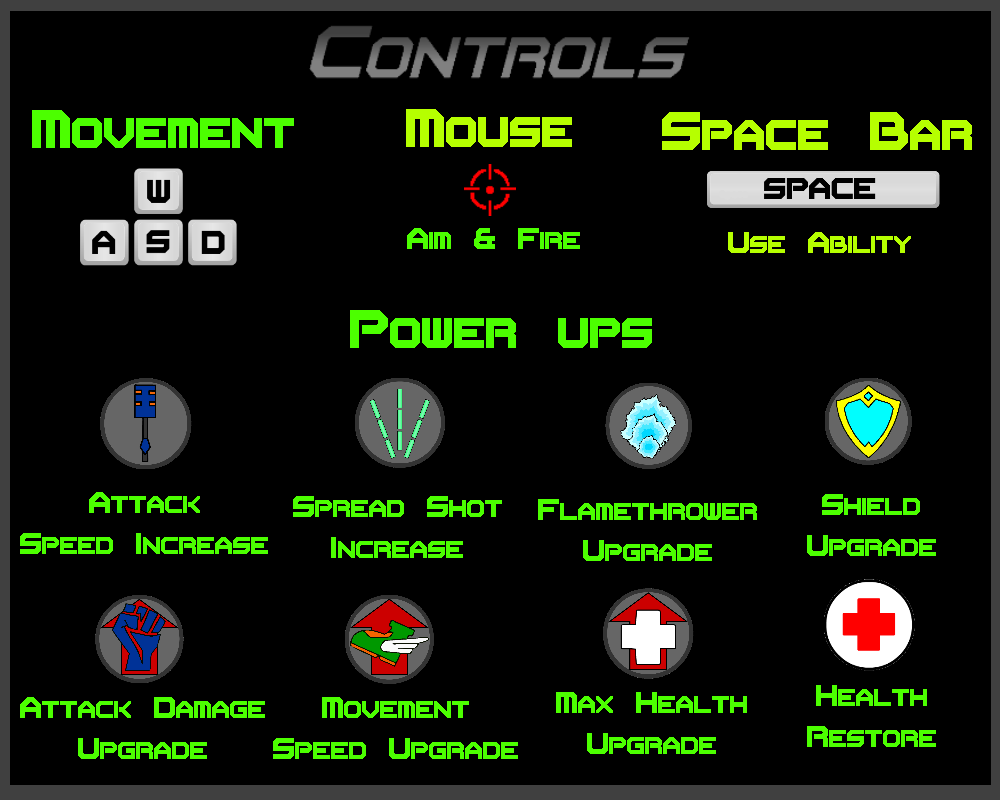 Controls
Movement
Mouse
Space Bar
W
A S D
SPACE
Aim & Fire
Use Ability
Power ups
Attack
Speed Increase
Spread Shot
Increase
Flamethrower
Upgrade
Shield
Upgrade
Attack Damage
Upgrade
Movement
Speed Upgrade
Max Health
Upgrade
Health
Restore